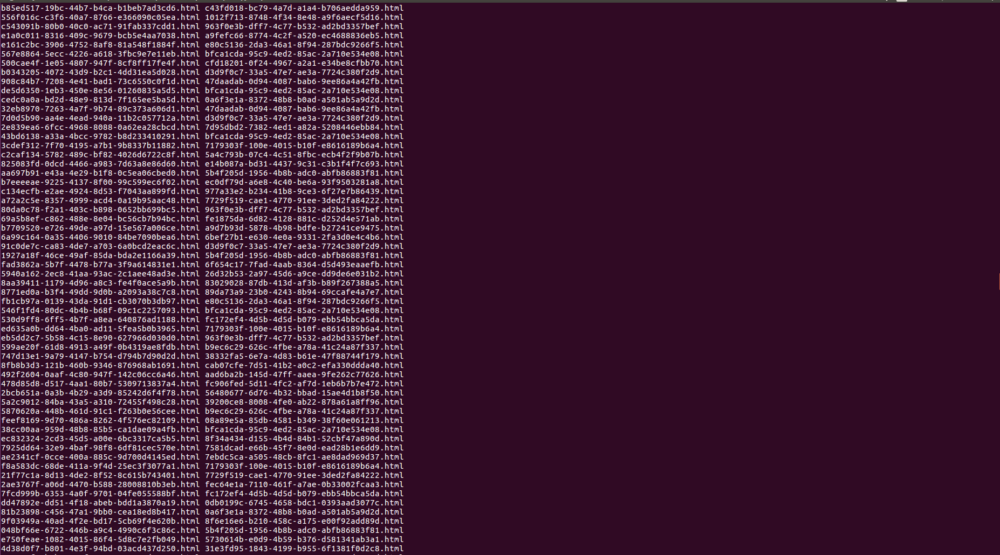 b85ed517-19bc-44b7-b4ca-b1beb7ad3cd6.html c43fd018-bc79-4a7d-a1a4-b706aedda959.html
556f016c-c3f6-40a7-8766-e366090c05ea.html 1012f713-8748-4f34-8e48-a9f6aecf5d16.html
c543091b-80b0-40c0-ac71-91fab337cdd1.html 963f0e3b-dff7-4c77-b532-ad2bd3357bef.html
e1a0c011-8316-409c-9679-bcb5e4aa7038.html a9fefc66-8774-4c2f-a520-ec4688836eb5.html
e161c2bc-3906-4752-8af8-81a548f1884f.html e80c5136-2da3-46a1-8f94-287bdc9266f5.html
567e8864-5ecc-4226-a618-3fbc9e7e11eb.html bfca1cda-95c9-4ed2-85ac-2a710e534e08.html
500cae4f-1e05-4807-947f-8cf8ff17fe4f.html cfd18201-0f24-4967-a2a1-e34be8cfbb70.html
b0343205-4072-43d9-b2c1-4dd31ea5d028.html d3d9f0c7-33a5-47e7-ae3a-7724c380f2d9.html
908c84b7-7208-4e41-bad1-73c6550c0f1d.html 47daadab-0d94-4087-bab6-9ee86a4a42fb.html
de5d6350-1eb3-450e-8e56-01260835a5d5.html bfca1cda-95c9-4ed2-85ac-2a710e534e08.html
cedc0a0a-bd2d-48e9-813d-7f165ee5ba5d.html 0a6f3e1a-8372-48b8-b0ad-a501ab5a9d2d.html
32eb8970-7263-4a7f-9b74-89c373a606d1.html 47daadab-0d94-4087-bab6-9ee86a4a42fb.html
7d0d5b90-aa4e-4ead-940a-11b2c057712a.html d3d9f0c7-33a5-47e7-ae3a-7724c380f2d9.html
2e839ea6-6fcc-4968-8088-0a62ea28cbcd.html 7d95dbd2-7382-4ed1-a82a-5208446ebb84.html
43bd6138-a33a-4bcc-9782-b8d233410291.html bfca1cda-95c9-4ed2-85ac-2a710e534e08.html
3cdef312-7f70-4195-a7b1-9b8337b11882.html 7179303f-100e-4015-b10f-e8616189b6a4.html
c2caf134-5782-489c-bf82-4026d6722c8f.html 5a4c793b-07c4-4c51-8fbc-ecb4f2f9b07b.html
825083fd-0dcd-4466-a983-7d63a8e86d60.html e14b087a-bd31-4437-9c31-c3b1f4f7c693.html
aa697b91-e43a-4e29-b1f8-0c5ea06cbed0.html 5b4f205d-1956-4b8b-adc0-abfb86883f81.html
b7eeeeae-9225-4137-8f00-99c599ec6f02.html ec0df79d-a6e8-4c40-be6a-93f9503281a8.html
c134ecfb-e2ae-4924-8d53-f7043aa899fd.html 977a33e2-b234-41b8-9ce3-6f27e7b86439.html
a72a2c5e-8357-4999-acd4-0a19b95aac48.html 7729f519-cae1-4770-91ee-3ded2fa84222.html
80da0c78-f2a1-403c-b898-0652bb699bc5.html 963f0e3b-dff7-4c77-b532-ad2bd3357bef.html
69a5b8ef-c862-488e-8e04-bc56cb7b94bc.html fe1875da-6d82-4128-881c-d252d4e571ab.html
b7709520-e726-49de-a97d-15e567a006ce.html a9d7b93d-5878-4b98-bdfe-b27241ce9475.html
6a99c164-0a35-4406-9010-84be7090bea6.html 6bef27b1-e630-4e0a-9331-2fa3d0e4c4b6.html
91c0de7c-ca83-4de7-a703-6a0bcd2eac6c.html d3d9f0c7-33a5-47e7-ae3a-7724c380f2d9.html
1927a18f-46ce-49af-85da-bda2e1166a39.html 5b4f205d-1956-4b8b-adc0-abfb86883f81.html
fad3862a-5b7f-4478-b77a-3f9a614831e1.html 6f654c17-7fad-4aab-8364-d5d493eaaefb.html
5940a162-2ec8-41aa-93ac-2c1aee48ad3e.html 26d32b53-2a97-45d6-a9ce-dd9de6e031b2.html
8aa39411-1179-4d96-a8c3-fe4f0ace5a9b.html 83029028-87db-413d-af3b-b89f267388a5.html
8771ed0a-b3f4-49dd-9d0b-a2093a38c7c8.html 89da73a9-23b0-4243-8b94-69ccafe4a7e7.html
fb1cb97a-0139-43da-91d1-cb3070b3db97.html e80c5136-2da3-46a1-8f94-287bdc9266f5.html
546f1fd4-80dc-4b4b-b68f-09c1c2257093.html bfca1cda-95c9-4ed2-85ac-2a710e534e08.html
530d9ff8-6ff5-4b7f-a8ea-640876ad1188.html fc172ef4-4d5b-4d5d-b079-ebb54bbca5da.html
ed635a0b-dd64-4ba0-ad11-5fea5b0b3965.html 7179303f-100e-4015-b10f-e8616189b6a4.html
eb5dd2c7-5b58-4c15-8e90-627966d030d0.html 963f0e3b-dff7-4c77-b532-ad2bd3357bef.html
599ae20f-61d8-4913-a49f-0b4319ae8fdb.html b9ec6c29-626c-4fbe-a78a-41c24a87f337.html
747d13e1-9a79-4147-b754-d794b7d90d2d.html 38332fa5-6e7a-4d83-b61e-47f88744f179.html
8fb8b3d3-121b-460b-9346-876968ab1691.html cab07cfe-7d51-41b2-a0c2-efa330ddda40.html
492f2604-0aaf-4c80-947f-142c06cc6a46.html aad6ba2b-145d-47ff-aaea-9fe262c77626.html
478d85d8-d517-4aa1-80b7-5309713837a4.html fc906fed-5d11-4fc2-af7d-1eb6b7b7e472.html
2bcb651a-0a3b-4b29-a3d9-85242d6f4f78.html 56480677-6d76-4b32-bbad-15ae4d1b8f50.html
5a2c9012-84ba-43a5-a310-72455f498c28.html 39200ce8-8008-4fe0-ab22-878a61a8ff96.html
5870620a-448b-461d-91c1-f263b0e56cee.html b9ec6c29-626c-4fbe-a78a-41c24a87f337.html
feef8169-9d70-486a-8262-4f576ec82109.html 08a89e5a-85db-4581-b349-38f60e061213.html
38cc00aa-959d-48b8-85b5-ca1dae09a4fb.html bfca1cda-95c9-4ed2-85ac-2a710e534e08.html
ec832324-2cd3-45d5-a00e-6bc3317ca5b5.html 8f34a434-d155-4b4d-84b1-52cbf47a890d.html
7925dd64-32e9-4baf-98f8-6df81cec570e.html 7581dcad-e66b-45f7-8e0d-ead28b1e6dd9.html
ae2341cf-0cce-400a-885c-9d700d4145ed.html 7ebdc5ca-a505-48cb-8fc1-ae8dad969d37.html
f8a583dc-68de-411a-9f4d-25ec3f3077a1.html 7179303f-100e-4015-b10f-e8616189b6a4.html
21f77c1a-8d13-4de2-8f52-8c615b743401.html 7729f519-cae1-4770-91ee-3ded2fa84222.html
2ae3767f-a06d-4470-b588-28008810b3eb.html fec64e1a-7110-461f-a7ae-0b33002fcaa3.html
7fcd999b-6353-4a0f-9701-04fe055588bf.html fc172ef4-4d5b-4d5d-b079-ebb54bbca5da.html
dd47892e-dd51-4f18-abeb-bdd1a3870a19.html 0db0199c-6745-4658-bdc1-0393aad3077c.html
81b23898-c456-47a1-9bb0-cea18ed8b417.html 0a6f3e1a-8372-48b8-b0ad-a501ab5a9d2d.html
9f03949a-40ad-4f2e-bd17-5cb69f4e620b.html 8f6e16e6-b210-458c-a175-e00f92add89d.html
048bf66e-6722-446b-a9c4-4990c6f3c86c.html 5b4f205d-1956-4b8b-adc0-abfb86883f81.html
e750feae-1082-4015-86f4-5d8c7e2fb049.html 5730614b-e0d9-4b59-b376-d581341ab3a1.html
4d38d0f7-b801-4e3f-94bd-03acd437d250.html 31e3fd95-1843-4199-b955-6f1381f0d2c8.html